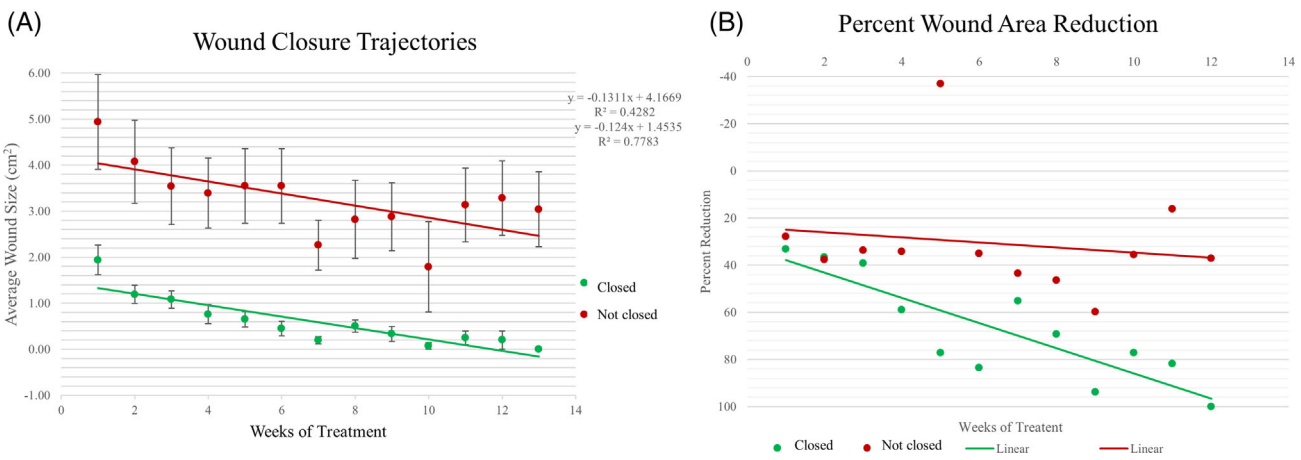 (A)
Wound Closure Trajectories
6.00
5.00
4.00
3.00
2.00
1.00
0.00
-1.00
Average Wound Size (cm²)
0 2 4 6 8 10 12 14
Weeks of Treatment
y = -0.1311x + 4.1669
R² = 0.4282
y = -0.124x + 1.4535
R² = 0.7783
Closed
Not closed
(B)
Percent Wound Area Reduction
0 2 4 6 8 10 12 14
-40
-20
0
20
40
60
80
100
Percent Reduction
Weeks of Treatent
Closed Not closed Linear Linear